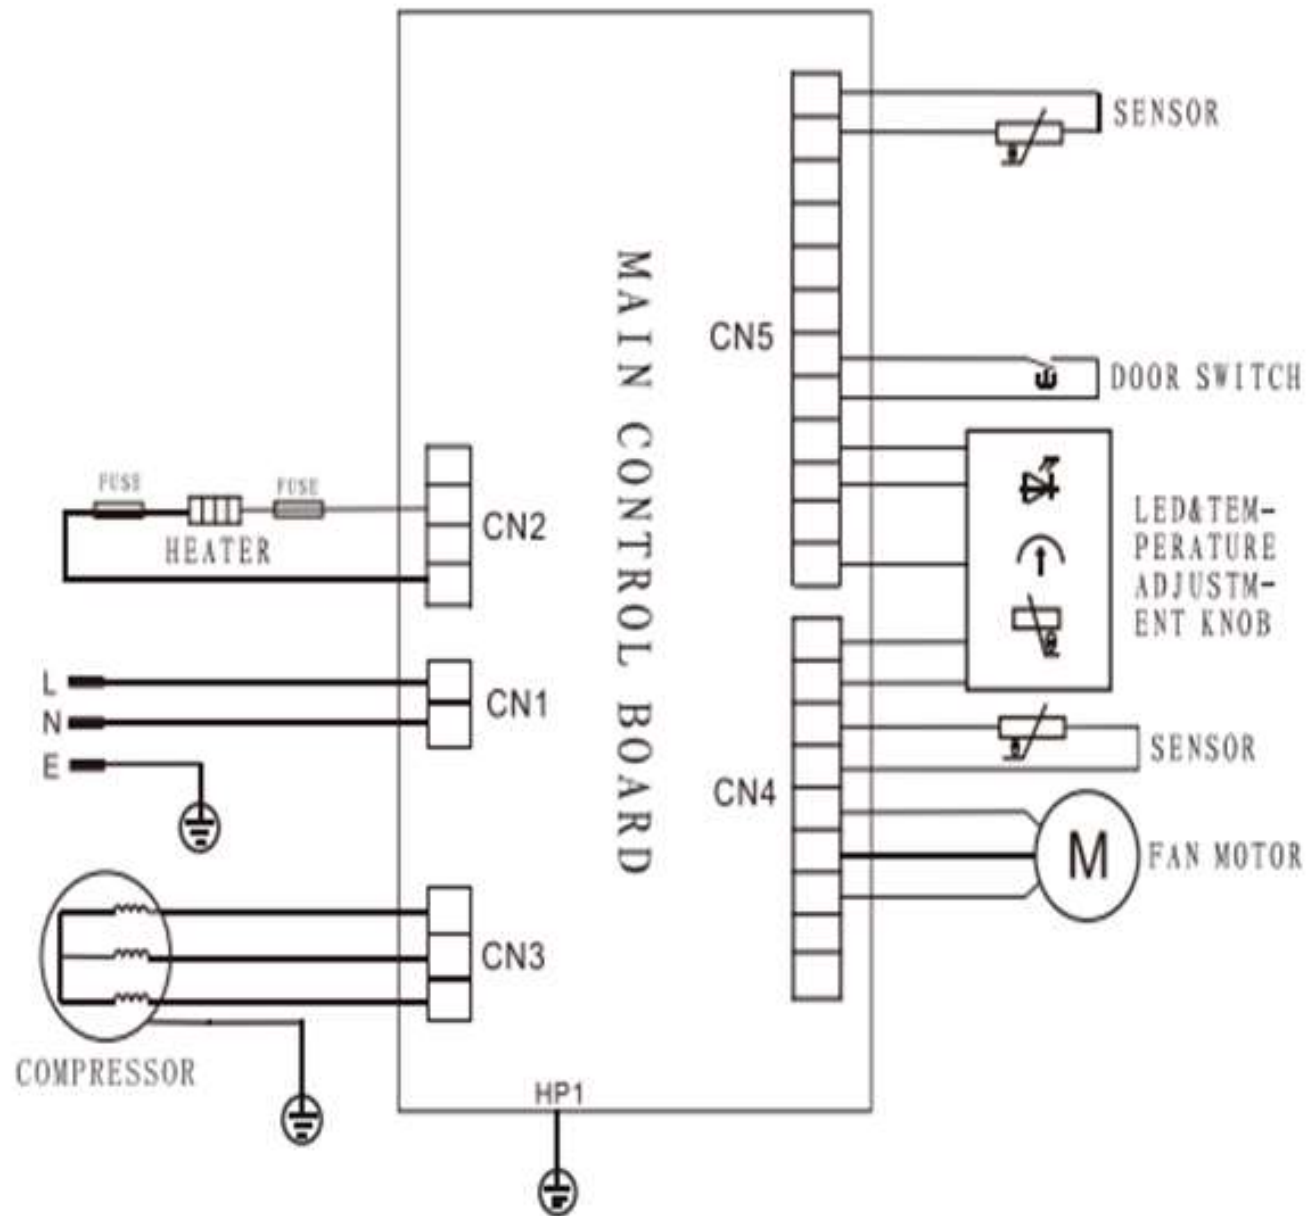 SENSOR
MAIN CONTROL BOARD
CN5
DOOR SWITCH
FUSE
FUSE
HEATER
CN2
LED&TEM-
PERATURE
ADJUSTM-
ENT KNOB
L
N
E
CN1
SENSOR
CN4
M
FAN MOTOR
CN3
COMPRESSOR
HP1